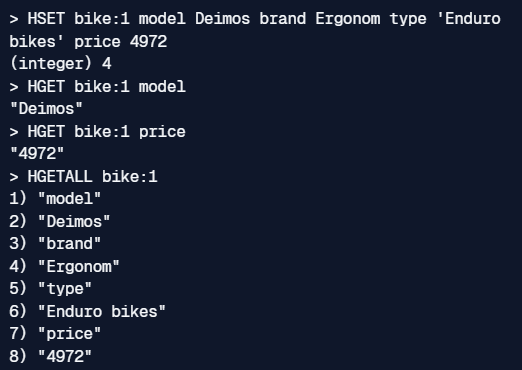 > HSET bike:1 model Deimos brand Ergonom type 'Enduro
bikes' price 4972
(integer) 4
> HGET bike:1 model
"Deimos"
> HGET bike:1 price
"4972"
> HGETALL bike:1
1) "model"
2) "Deimos"
3) "brand"
4) "Ergonom"
5) "type"
6) "Enduro bikes"
7) "price"
8) "4972"